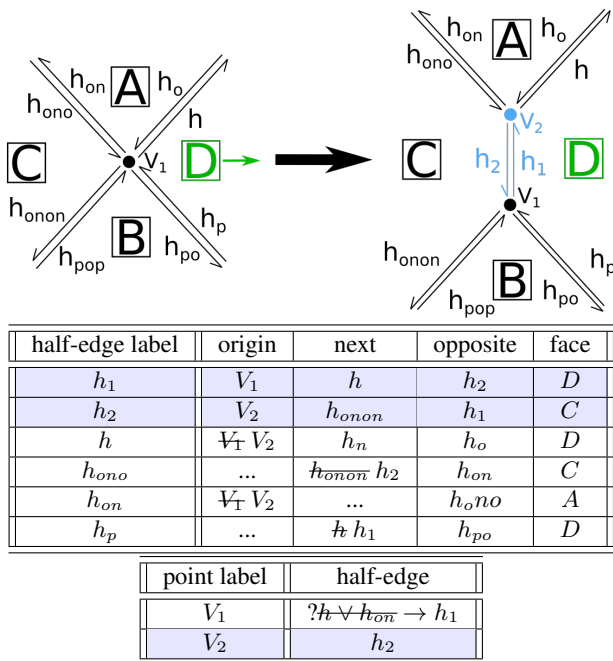 h_on A h_o h_on A h_o
h_ono h h_ono h
V_2
C V_1 D C h_2 h_1 D
h_onon h_p V_1
B h_onon h_p
h_pop h_po B
h_pop h_po
half-edge label origin next opposite face
h_1 V_1 h h_2 D
h_2 V_2 h_onon h_1 C
h V_1 V_2 h_n h_o D
h_ono ... h_onon h_2 h_on C
h_on V_1 V_2 ... h_ono A
h_p ... h h_1 h_po D
point label half-edge
V_1 ?h ∨ h_on → h_1
V_2 h_2